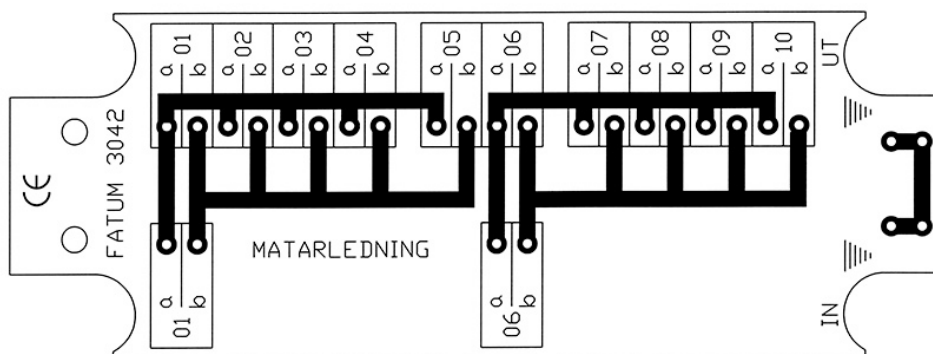 01 02 03 04 05 06 07 08 09 10 UT
a b a b a b a b a b a b a b a b a b a b
CE
FATUM 3042
MATARLEDNING
a b a b
01 06 IN